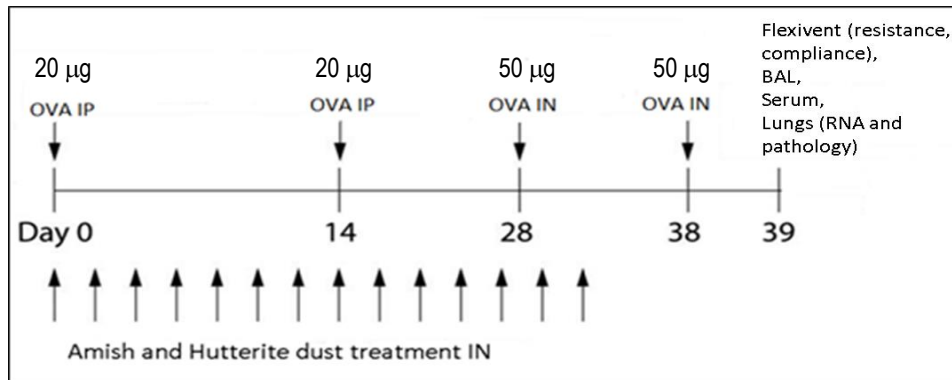 Flexivent (resistance,
compliance),
BAL,
Serum,
Lungs (RNA and
pathology)
20 μg
20 μg
50 μg
50 μg
OVA IP
OVA IP
OVA IN
OVA IN
Day 0
14
28
38
39
Amish and Hutterite dust treatment IN